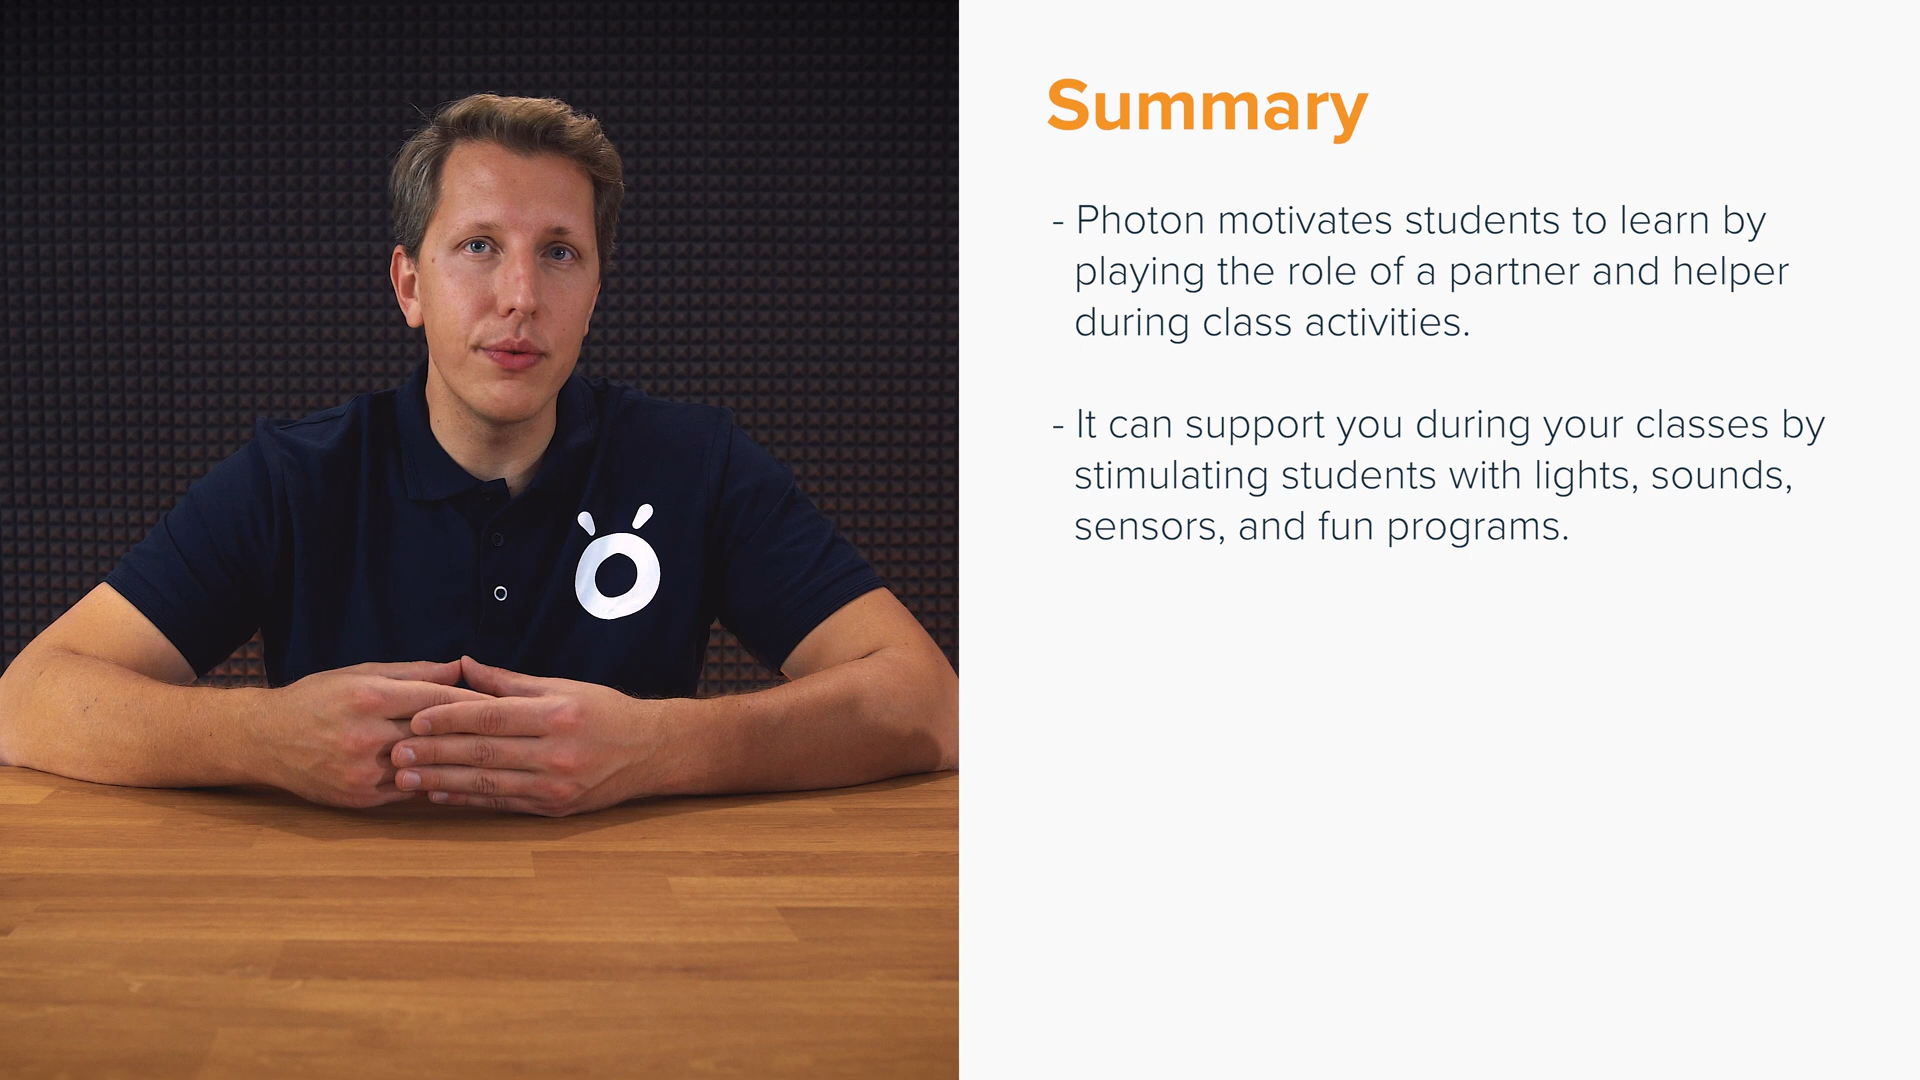 Summary
- Photon motivates students to learn by
playing the role of a partner and helper
during class activities.
- It can support you during your classes by
stimulating students with lights, sounds,
sensors, and fun programs.